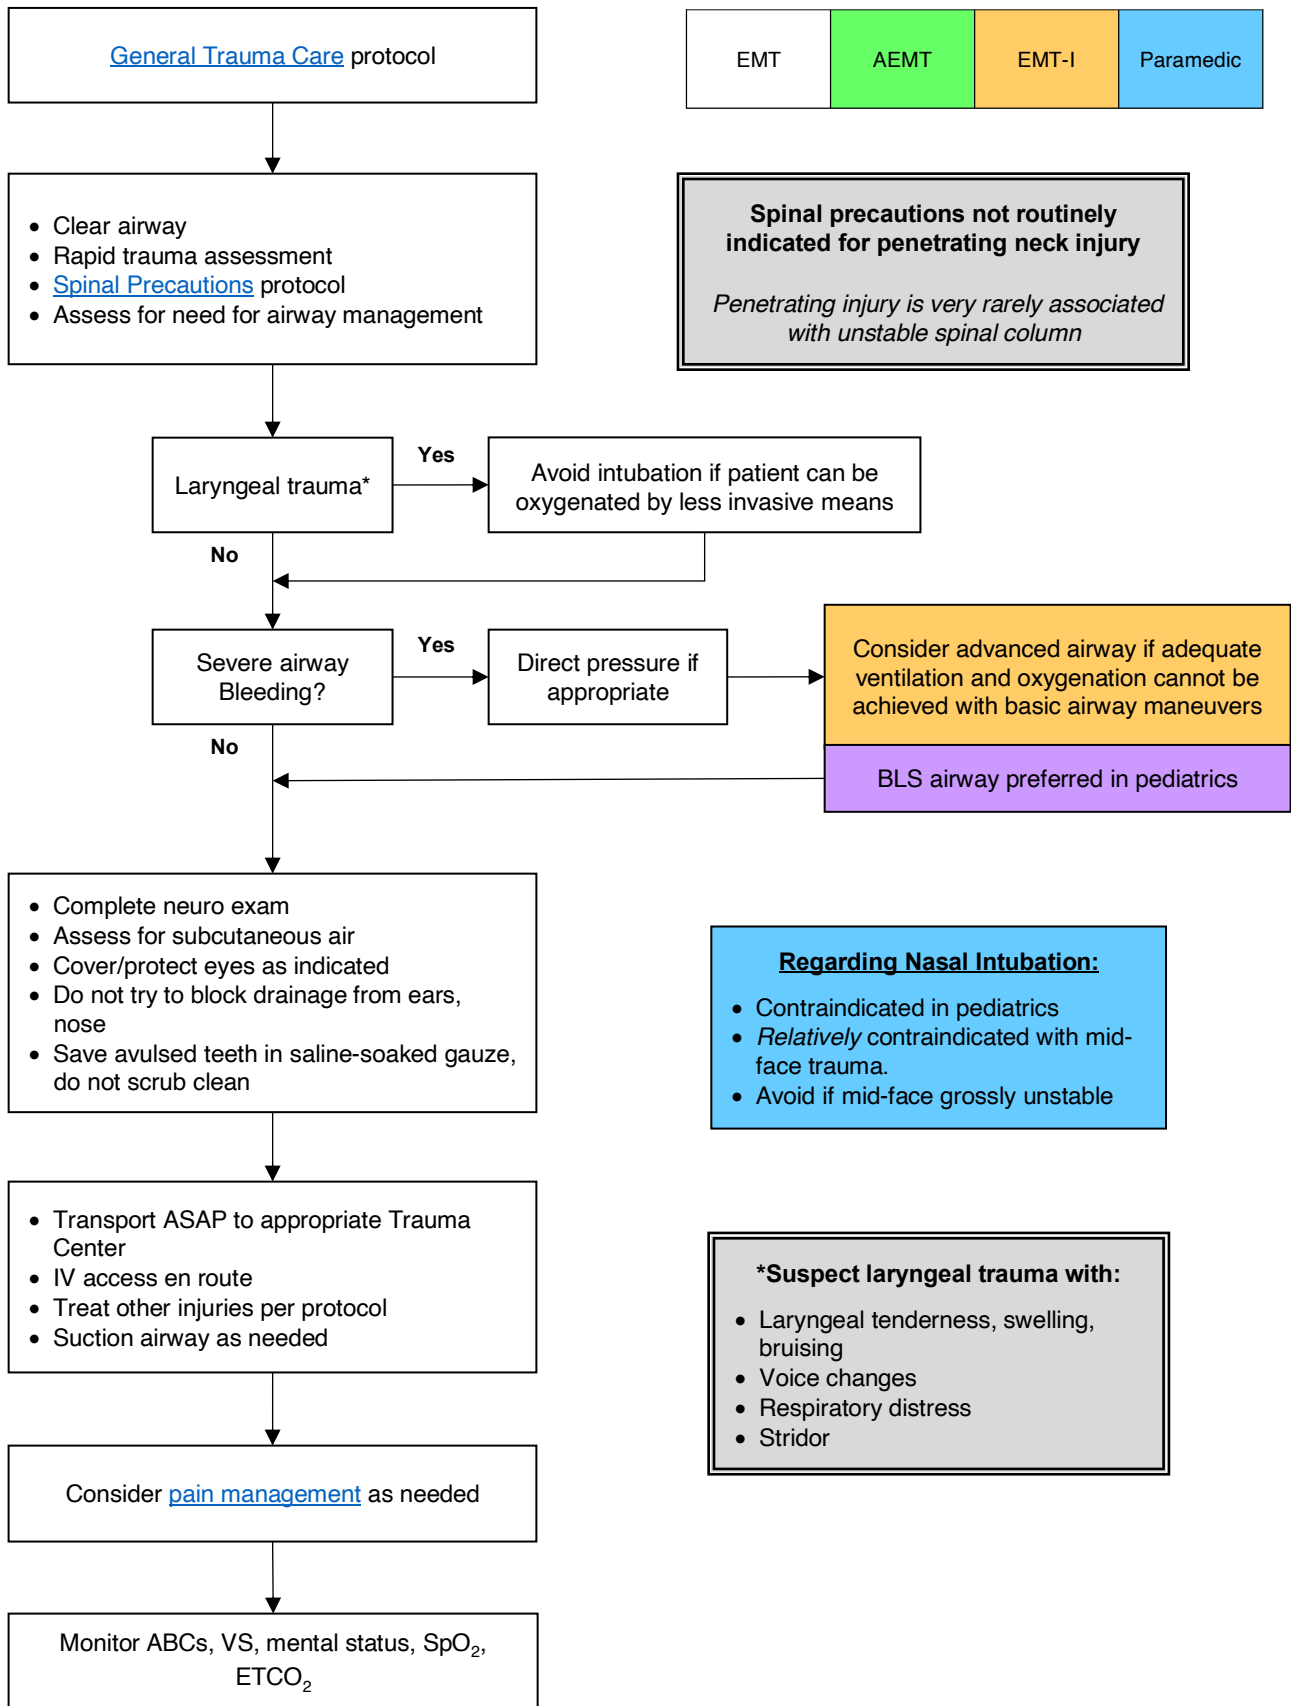 General Trauma Care protocol
EMT
AEMT
EMT-I
Paramedic
• Clear airway
• Rapid trauma assessment
• Spinal Precautions protocol
• Assess for need for airway management
Spinal precautions not routinely
indicated for penetrating neck injury
Penetrating injury is very rarely associated
with unstable spinal column
Laryngeal trauma*
Yes
Avoid intubation if patient can be
oxygenated by less invasive means
No
Severe airway
Bleeding?
Yes
Direct pressure if
appropriate
Consider advanced airway if adequate
ventilation and oxygenation cannot be
achieved with basic airway maneuvers
BLS airway preferred in pediatrics
No
• Complete neuro exam
• Assess for subcutaneous air
• Cover/protect eyes as indicated
• Do not try to block drainage from ears,
nose
• Save avulsed teeth in saline-soaked gauze,
do not scrub clean
Regarding Nasal Intubation:
• Contraindicated in pediatrics
• Relatively contraindicated with mid-
face trauma.
• Avoid if mid-face grossly unstable
• Transport ASAP to appropriate Trauma
Center
• IV access en route
• Treat other injuries per protocol
• Suction airway as needed
*Suspect laryngeal trauma with:
• Laryngeal tenderness, swelling,
bruising
• Voice changes
• Respiratory distress
• Stridor
Consider pain management as needed
Monitor ABCs, VS, mental status, SpO₂,
ETCO₂